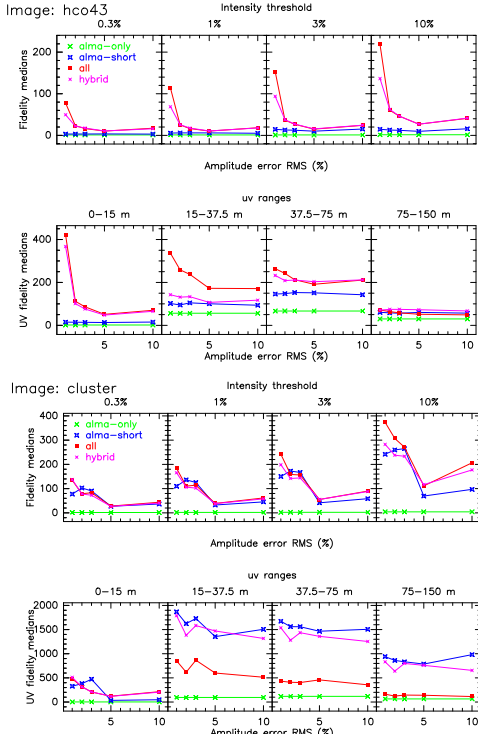 Image: hco43
Intensity threshold
0.3% 1% 3% 10%
Fidelity medians
200
100
0
alma-only
alma-short
all
hybrid
Amplitude error RMS (%)
uv ranges
0-15 m 15-37.5 m 37.5-75 m 75-150 m
UV fidelity medians
400
200
0
5 10 5 10 5 10 5 10
Amplitude error RMS (%)
Image: cluster
Intensity threshold
0.3% 1% 3% 10%
Fidelity medians
400
300
200
100
0
alma-only
alma-short
all
hybrid
Amplitude error RMS (%)
uv ranges
0-15 m 15-37.5 m 37.5-75 m 75-150 m
UV fidelity medians
2000
1500
1000
500
0
5 10 5 10 5 10 5 10
Amplitude error RMS (%)